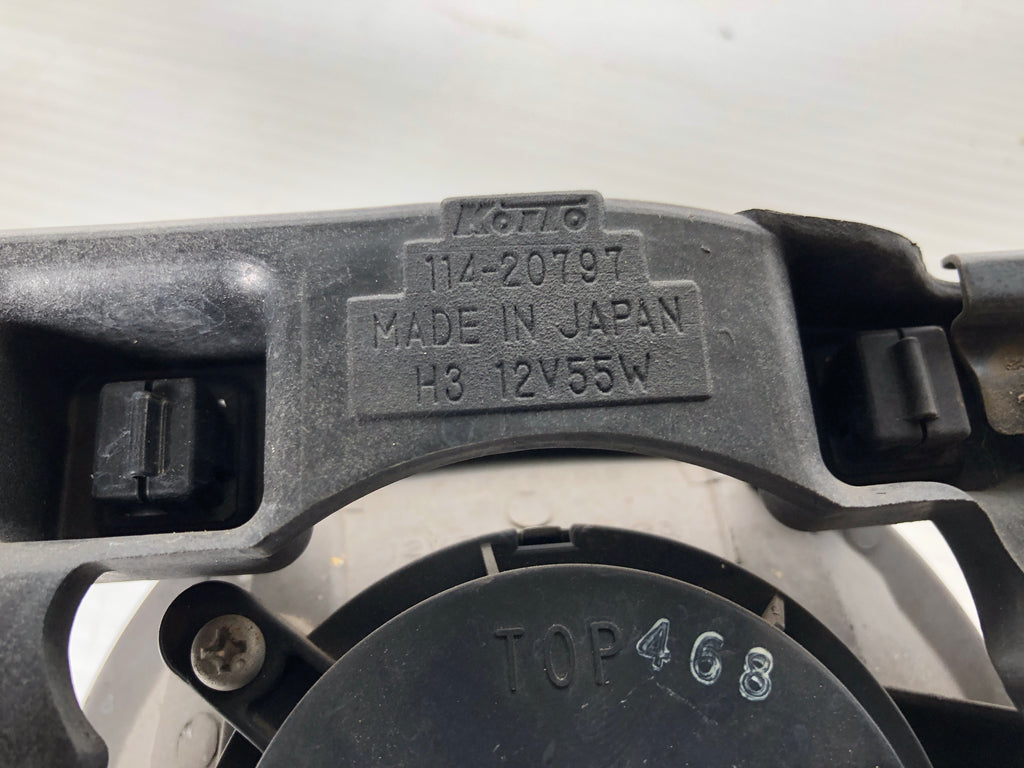 KOITO
114-20797
MADE IN JAPAN
H3 12V55W
TOP 468